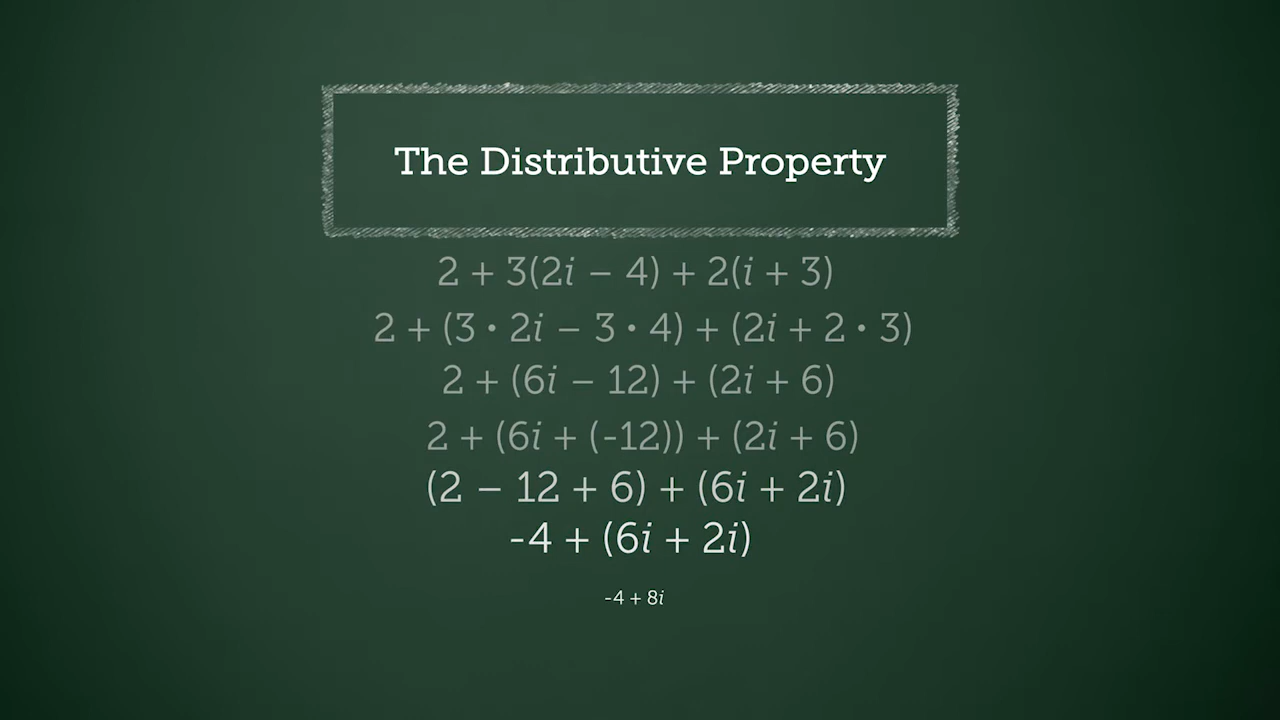 The Distributive Property
2 + 3(2i – 4) + 2(i + 3)
2 + (3 • 2i – 3 • 4) + (2i + 2 • 3)
2 + (6i – 12) + (2i + 6)
2 + (6i + (-12)) + (2i + 6)
(2 – 12 + 6) + (6i + 2i)
-4 + (6i + 2i)
-4 + 8i